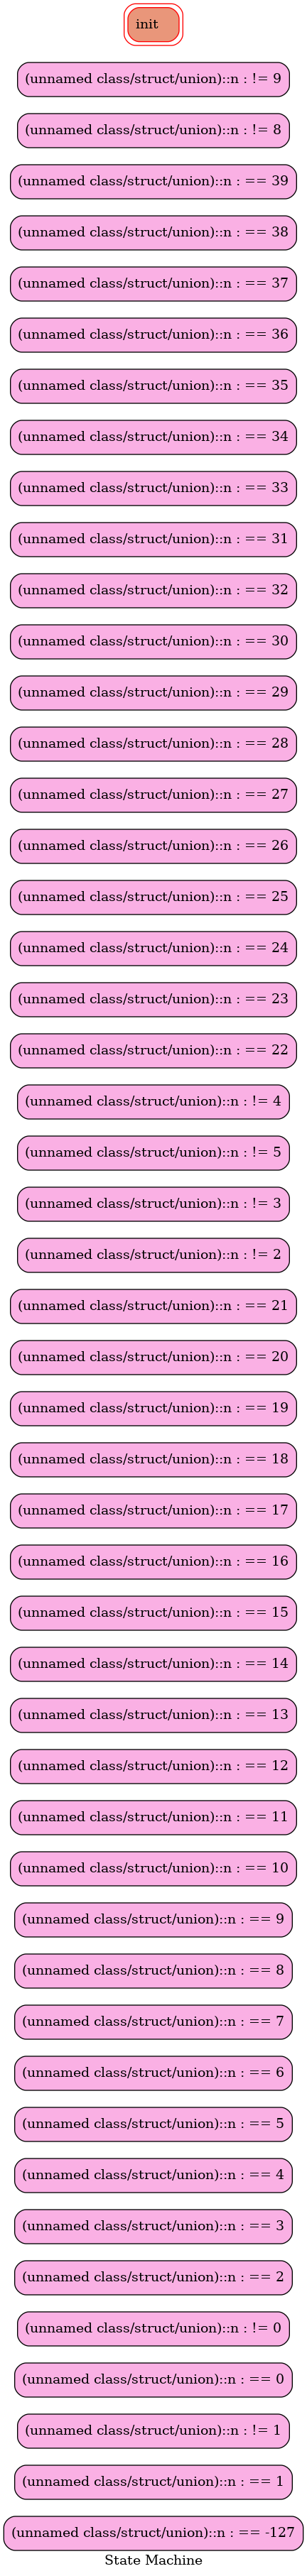 init
(unnamed class/struct/union)::n : != 9
(unnamed class/struct/union)::n : != 8
(unnamed class/struct/union)::n : == 39
(unnamed class/struct/union)::n : == 38
(unnamed class/struct/union)::n : == 37
(unnamed class/struct/union)::n : == 36
(unnamed class/struct/union)::n : == 35
(unnamed class/struct/union)::n : == 34
(unnamed class/struct/union)::n : == 33
(unnamed class/struct/union)::n : == 31
(unnamed class/struct/union)::n : == 32
(unnamed class/struct/union)::n : == 30
(unnamed class/struct/union)::n : == 29
(unnamed class/struct/union)::n : == 28
(unnamed class/struct/union)::n : == 27
(unnamed class/struct/union)::n : == 26
(unnamed class/struct/union)::n : == 25
(unnamed class/struct/union)::n : == 24
(unnamed class/struct/union)::n : == 23
(unnamed class/struct/union)::n : == 22
(unnamed class/struct/union)::n : != 4
(unnamed class/struct/union)::n : != 5
(unnamed class/struct/union)::n : != 3
(unnamed class/struct/union)::n : != 2
(unnamed class/struct/union)::n : == 21
(unnamed class/struct/union)::n : == 20
(unnamed class/struct/union)::n : == 19
(unnamed class/struct/union)::n : == 18
(unnamed class/struct/union)::n : == 17
(unnamed class/struct/union)::n : == 16
(unnamed class/struct/union)::n : == 15
(unnamed class/struct/union)::n : == 14
(unnamed class/struct/union)::n : == 13
(unnamed class/struct/union)::n : == 12
(unnamed class/struct/union)::n : == 11
(unnamed class/struct/union)::n : == 10
(unnamed class/struct/union)::n : == 9
(unnamed class/struct/union)::n : == 8
(unnamed class/struct/union)::n : == 7
(unnamed class/struct/union)::n : == 6
(unnamed class/struct/union)::n : == 5
(unnamed class/struct/union)::n : == 4
(unnamed class/struct/union)::n : == 3
(unnamed class/struct/union)::n : == 2
(unnamed class/struct/union)::n : != 0
(unnamed class/struct/union)::n : == 0
(unnamed class/struct/union)::n : != 1
(unnamed class/struct/union)::n : == 1
(unnamed class/struct/union)::n : == -127
State Machine